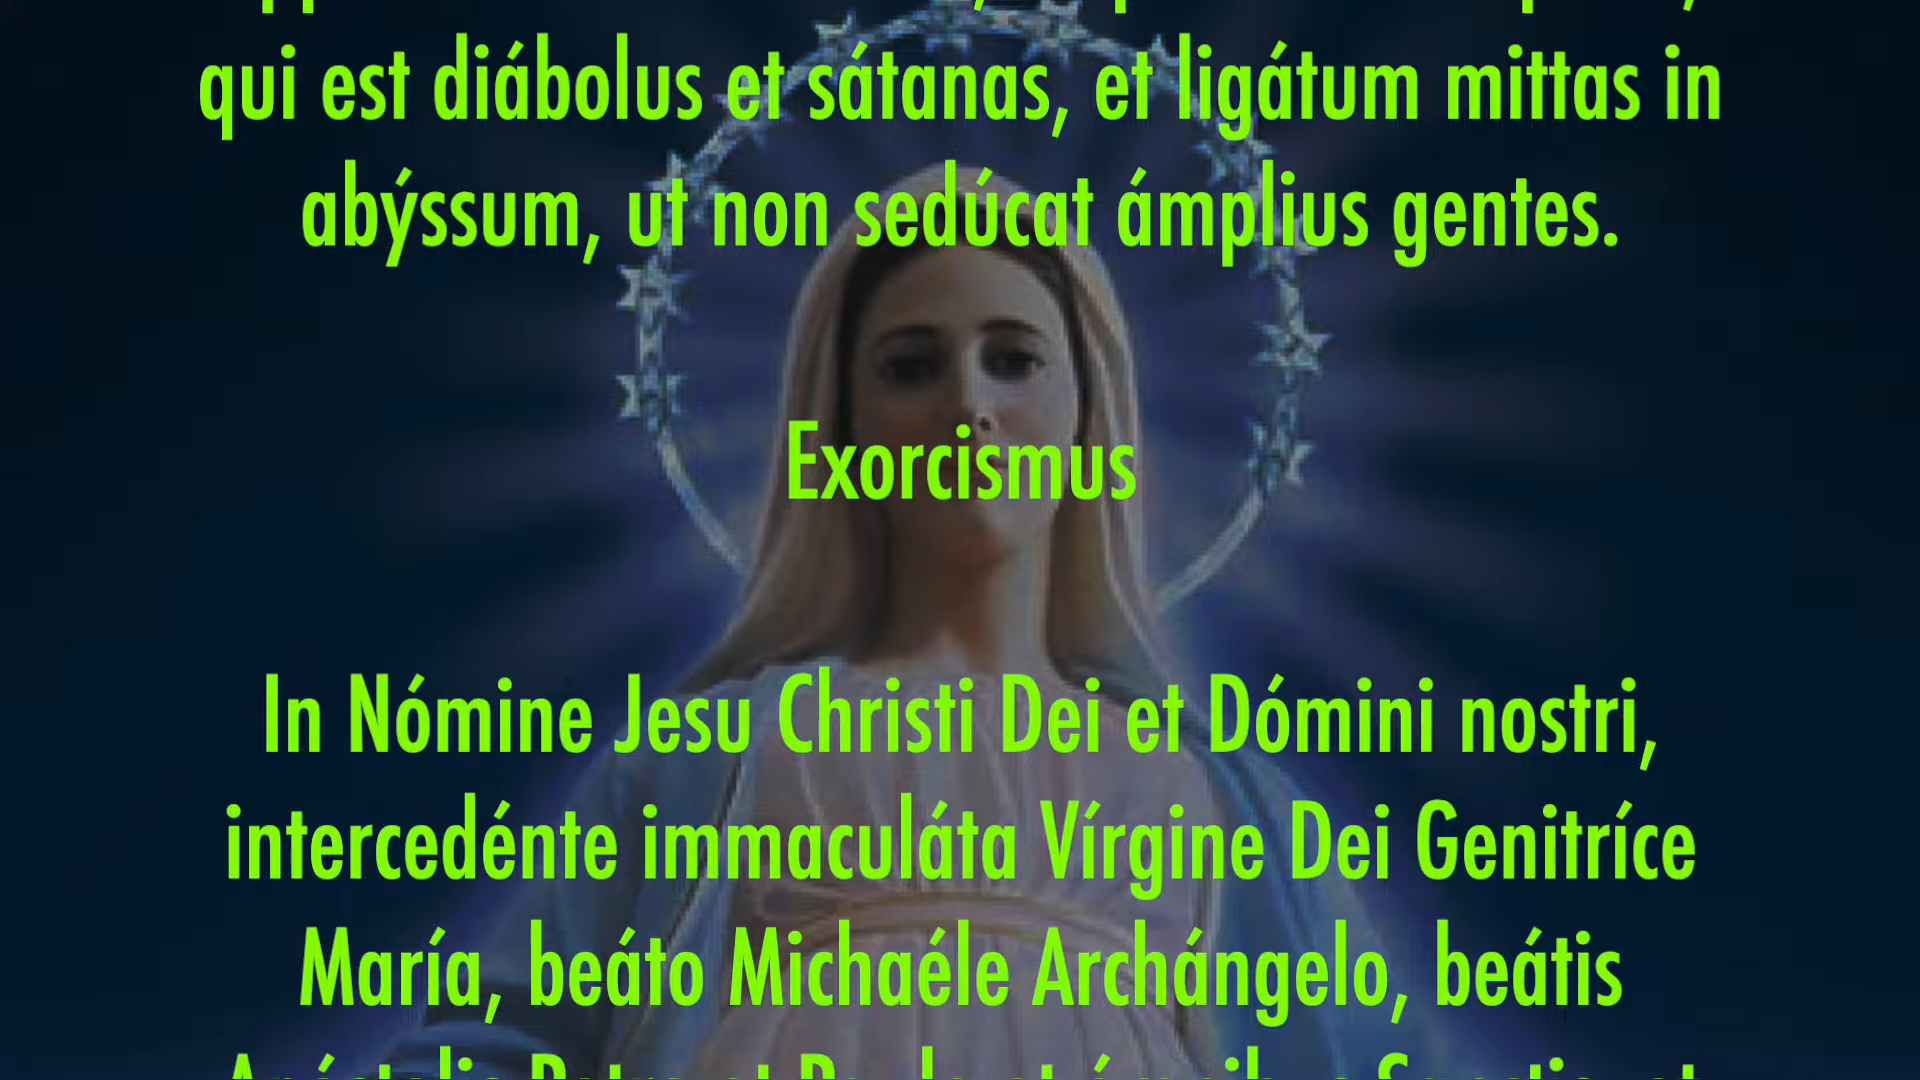 qui est diábolus et sátanas, et ligátum mittas in
abýssum, ut non sedúcat ámplius gentes.
Exorcismus
In Nómine Jesu Christi Dei et Dómini nostri,
intercedénte immaculáta Vírgine Dei Genitríce
María, beáto Michaéle Archángelo, beátis